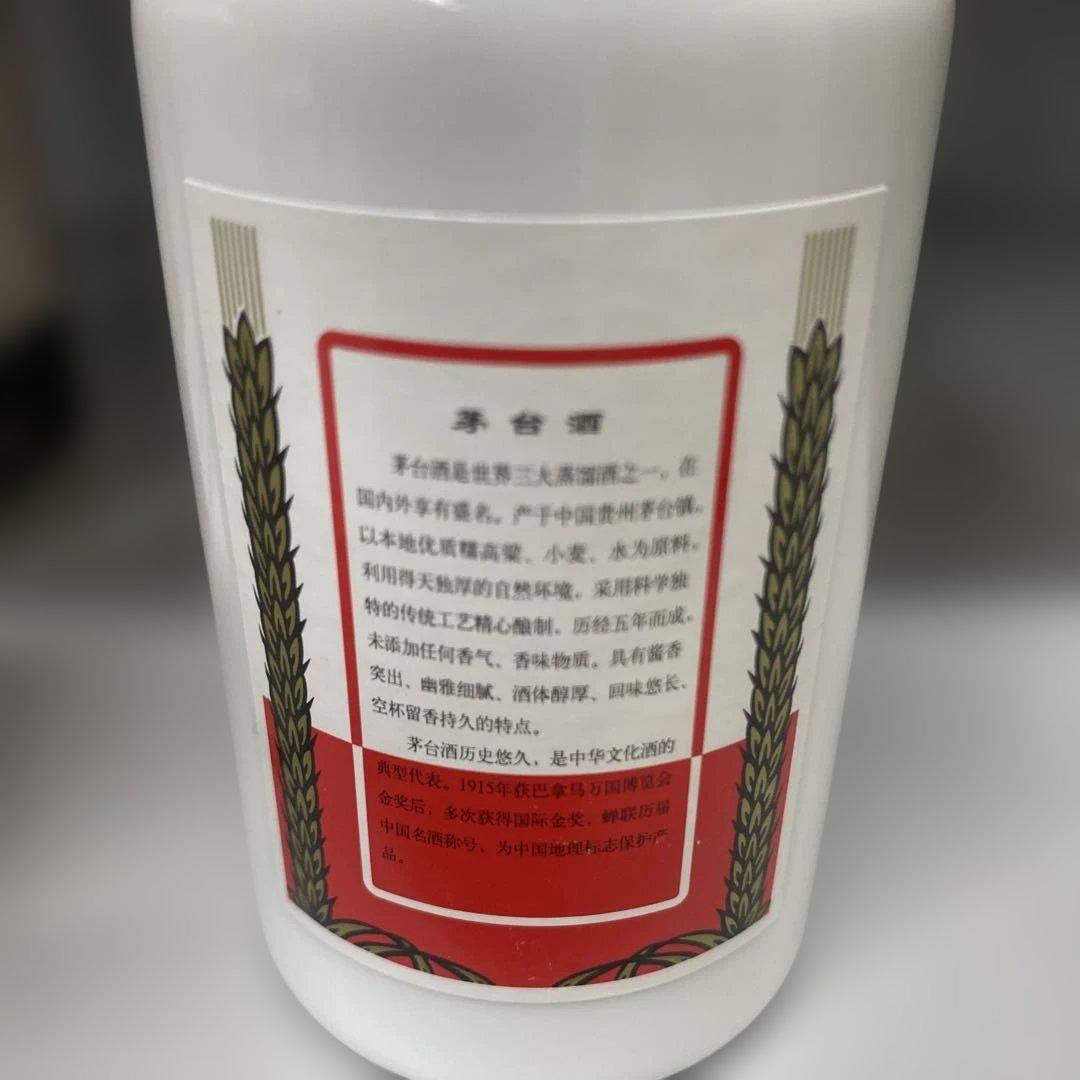 茅台酒
茅台酒是世界三大蒸馏酒之一，在
国内外享有盛名。产于中国贵州茅台镇，
以本地优质糯高粱、小麦、水为原料，
利用得天独厚的自然环境，采用科学独
特的传统工艺精心酿制，历经五年而成，
未添加任何香气、香味物质。具有酱香
突出、幽雅细腻、酒体醇厚、回味悠长、
空杯留香持久的特点。
茅台酒历史悠久，是中华文化酒的
典型代表。1915年获巴拿马万国博览会
金奖后，多次获得国际金奖，蝉联历届
中国名酒称号，为中国地理标志保护产
品。